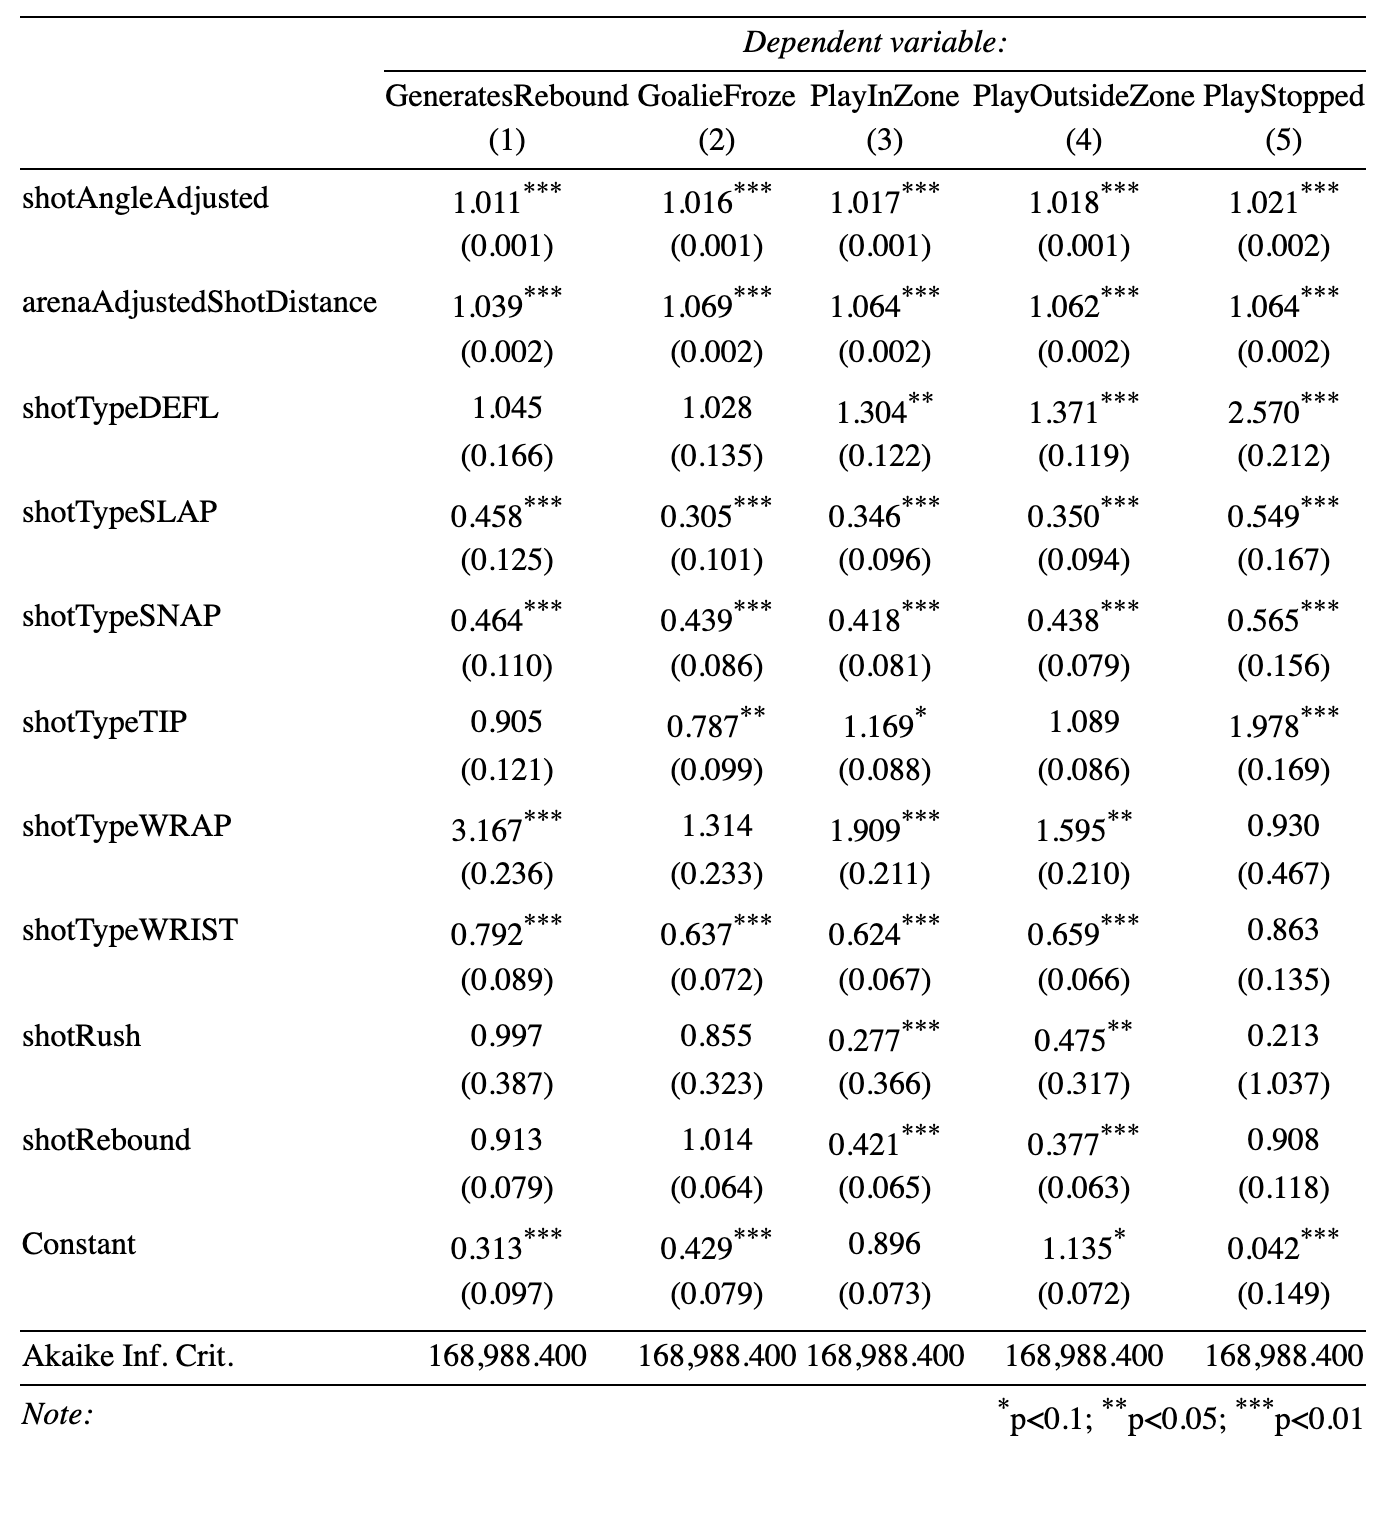 Dependent variable:
GeneratesRebound GoalieFroze PlayInZone PlayOutsideZone PlayStopped
(1) (2) (3) (4) (5)
shotAngleAdjusted 1.011*** 1.016*** 1.017*** 1.018*** 1.021***
(0.001) (0.001) (0.001) (0.001) (0.002)
arenaAdjustedShotDistance 1.039*** 1.069*** 1.064*** 1.062*** 1.064***
(0.002) (0.002) (0.002) (0.002) (0.002)
shotTypeDEFL 1.045 1.028 1.304** 1.371*** 2.570***
(0.166) (0.135) (0.122) (0.119) (0.212)
shotTypeSLAP 0.458*** 0.305*** 0.346*** 0.350*** 0.549***
(0.125) (0.101) (0.096) (0.094) (0.167)
shotTypeSNAP 0.464*** 0.439*** 0.418*** 0.438*** 0.565***
(0.110) (0.086) (0.081) (0.079) (0.156)
shotTypeTIP 0.905 0.787** 1.169* 1.089 1.978***
(0.121) (0.099) (0.088) (0.086) (0.169)
shotTypeWRAP 3.167*** 1.314 1.909*** 1.595** 0.930
(0.236) (0.233) (0.211) (0.210) (0.467)
shotTypeWRIST 0.792*** 0.637*** 0.624*** 0.659*** 0.863
(0.089) (0.072) (0.067) (0.066) (0.135)
shotRush 0.997 0.855 0.277*** 0.475** 0.213
(0.387) (0.323) (0.366) (0.317) (1.037)
shotRebound 0.913 1.014 0.421*** 0.377*** 0.908
(0.079) (0.064) (0.065) (0.063) (0.118)
Constant 0.313*** 0.429*** 0.896 1.135* 0.042***
(0.097) (0.079) (0.073) (0.072) (0.149)
Akaike Inf. Crit. 168,988.400 168,988.400 168,988.400 168,988.400 168,988.400
Note: *p<0.1; **p<0.05; ***p<0.01